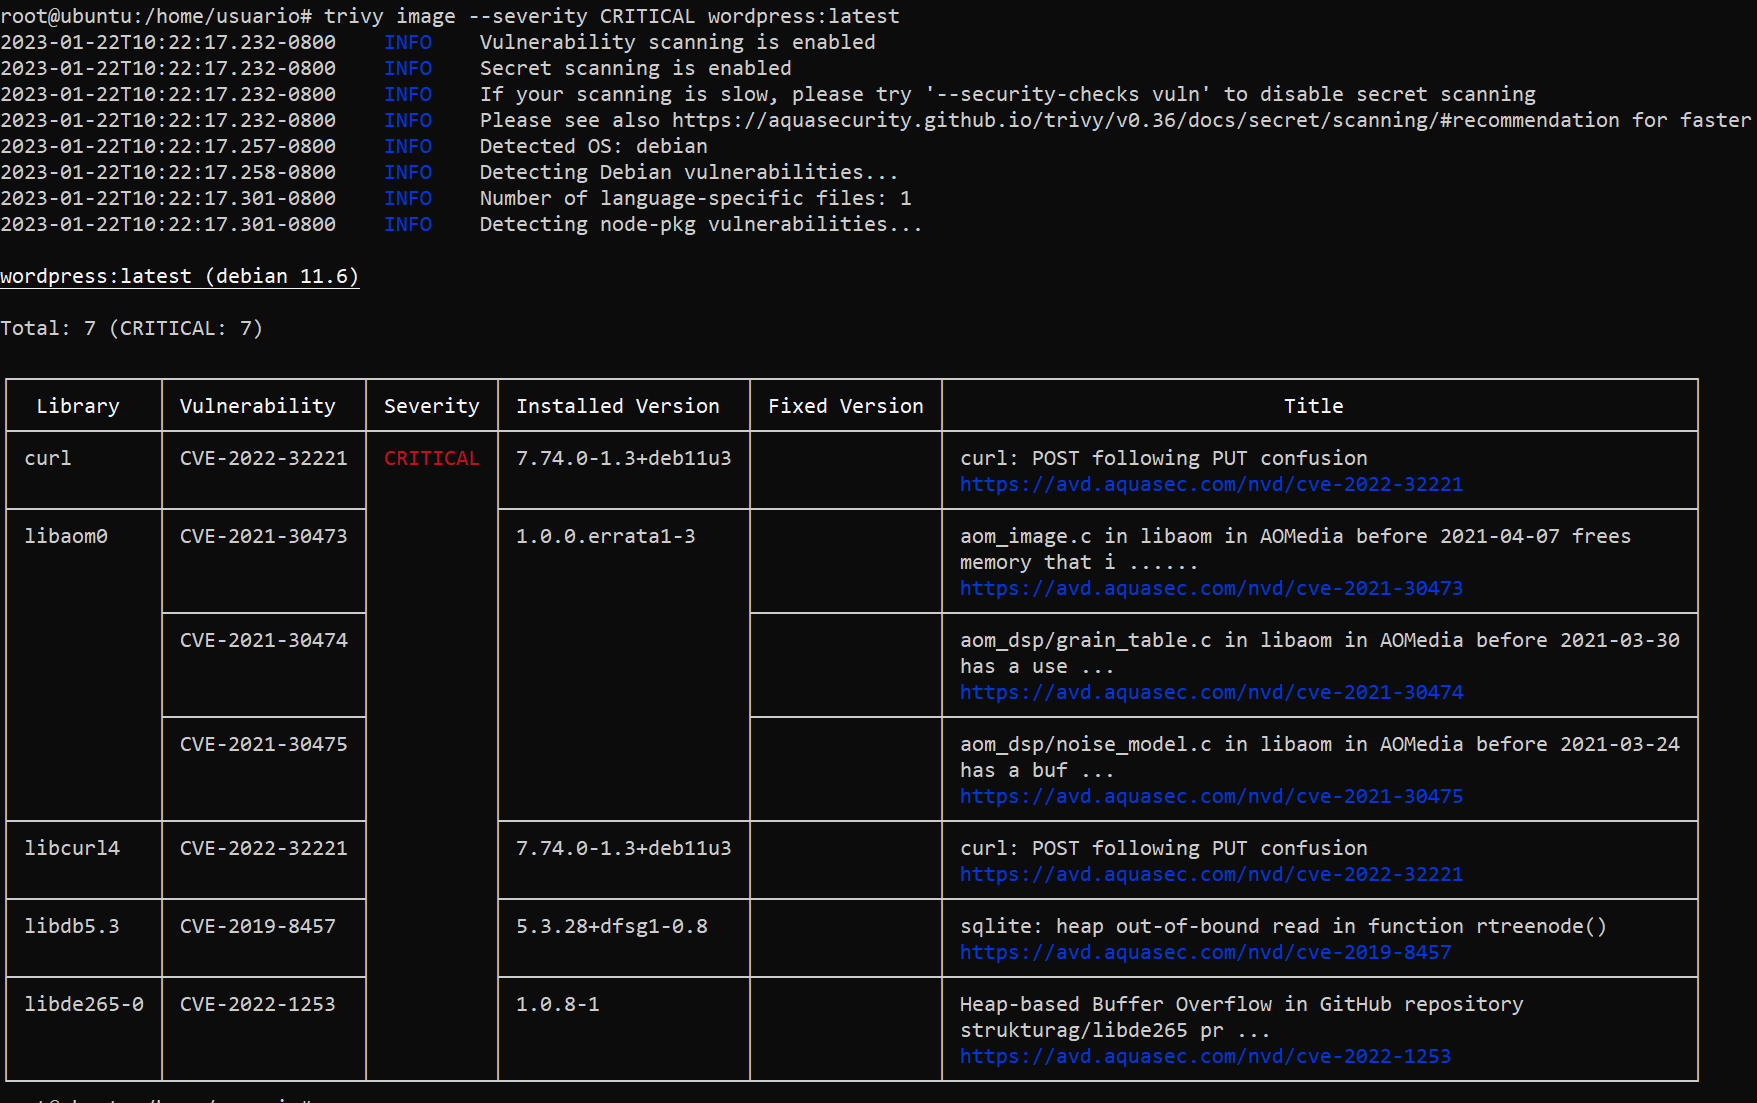 root@ubuntu:/home/usuario# trivy image --severity CRITICAL wordpress:latest
2023-01-22T10:22:17.232-0800 INFO Vulnerability scanning is enabled
2023-01-22T10:22:17.232-0800 INFO Secret scanning is enabled
2023-01-22T10:22:17.232-0800 INFO If your scanning is slow, please try '--security-checks vuln' to disable secret scanning
2023-01-22T10:22:17.232-0800 INFO Please see also https://aquasecurity.github.io/trivy/v0.36/docs/secret/scanning/#recommendation for faster
2023-01-22T10:22:17.257-0800 INFO Detected OS: debian
2023-01-22T10:22:17.258-0800 INFO Detecting Debian vulnerabilities...
2023-01-22T10:22:17.301-0800 INFO Number of language-specific files: 1
2023-01-22T10:22:17.301-0800 INFO Detecting node-pkg vulnerabilities...
wordpress:latest (debian 11.6)
Total: 7 (CRITICAL: 7)
Library Vulnerability Severity Installed Version Fixed Version Title
curl CVE-2022-32221 CRITICAL 7.74.0-1.3+deb11u3 curl: POST following PUT confusion
https://avd.aquasec.com/nvd/cve-2022-32221
libaom0 CVE-2021-30473 1.0.0.errata1-3 aom_image.c in libaom in AOMedia before 2021-04-07 frees
memory that i ......
https://avd.aquasec.com/nvd/cve-2021-30473
CVE-2021-30474 aom_dsp/grain_table.c in libaom in AOMedia before 2021-03-30
has a use ...
https://avd.aquasec.com/nvd/cve-2021-30474
CVE-2021-30475 aom_dsp/noise_model.c in libaom in AOMedia before 2021-03-24
has a buf ...
https://avd.aquasec.com/nvd/cve-2021-30475
libcurl4 CVE-2022-32221 7.74.0-1.3+deb11u3 curl: POST following PUT confusion
https://avd.aquasec.com/nvd/cve-2022-32221
libdb5.3 CVE-2019-8457 5.3.28+dfsg1-0.8 sqlite: heap out-of-bound read in function rtreenode()
https://avd.aquasec.com/nvd/cve-2019-8457
libde265-0 CVE-2022-1253 1.0.8-1 Heap-based Buffer Overflow in GitHub repository
strukturag/libde265 pr ...
https://avd.aquasec.com/nvd/cve-2022-1253